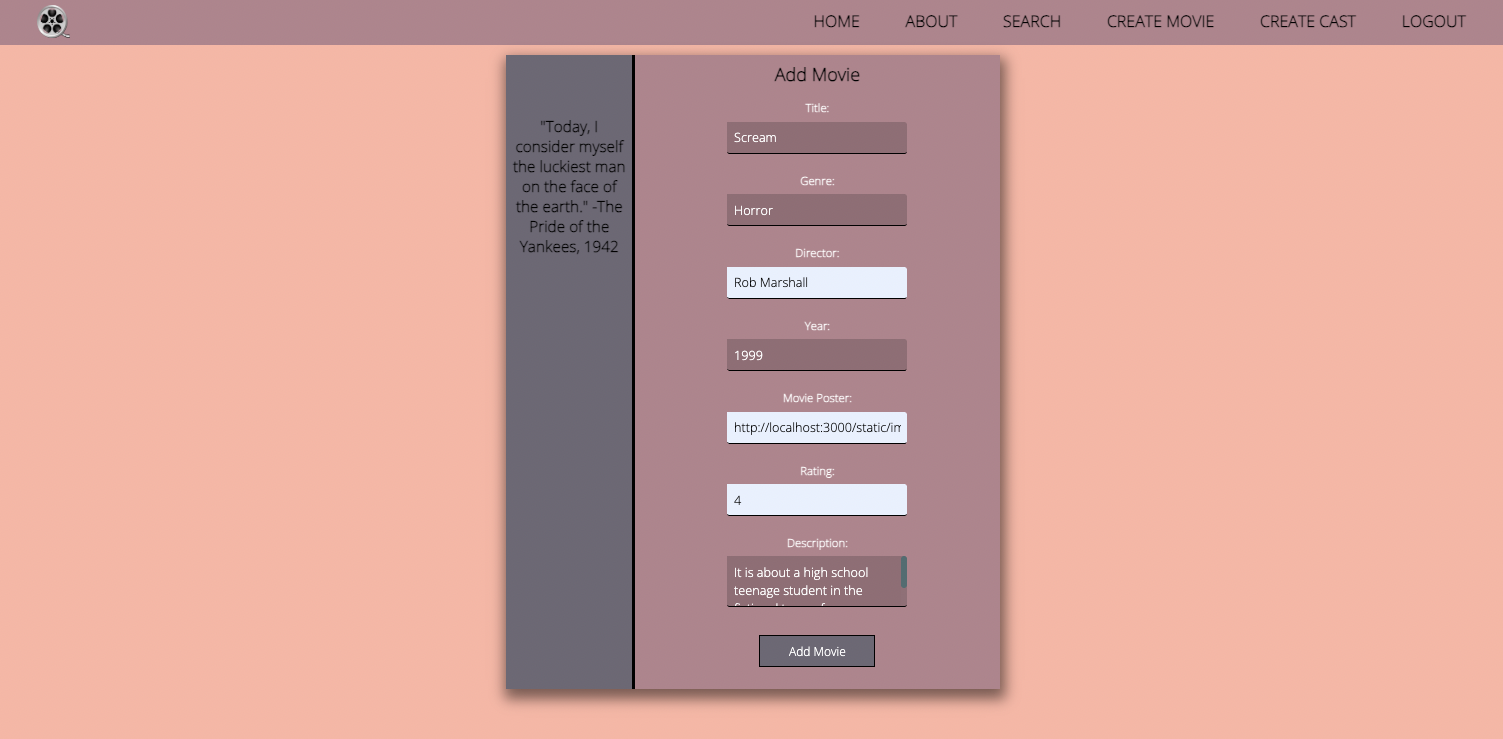 HOME ABOUT SEARCH CREATE MOVIE CREATE CAST LOGOUT
"Today, I
consider myself
the luckiest man
on the face of
the earth." -The
Pride of the
Yankees, 1942
Add Movie
Title:
Scream
Genre:
Horror
Director:
Rob Marshall
Year:
1999
Movie Poster:
http://localhost:3000/static/im
Rating:
4
Description:
It is about a high school
teenage student in the
Add Movie